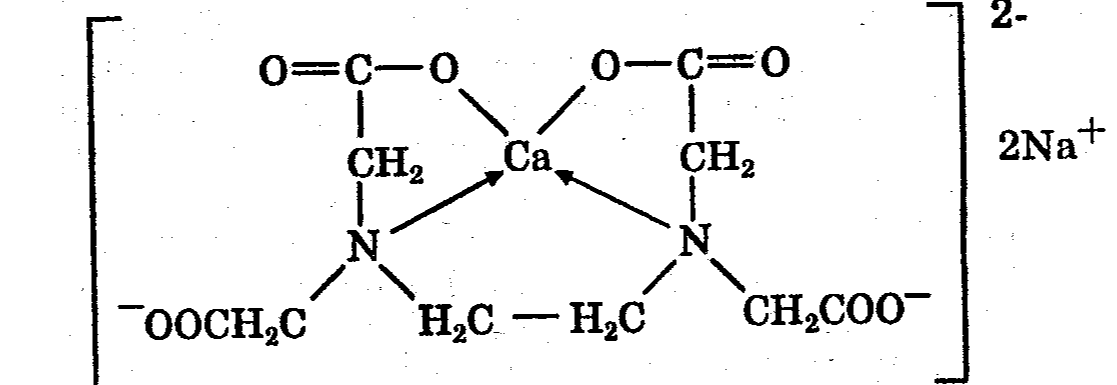 2-
O=C—O O—C=O
2Na⁺
CH₂ Ca CH₂
N N
⁻OOCH₂C H₂C — H₂C CH₂COO⁻